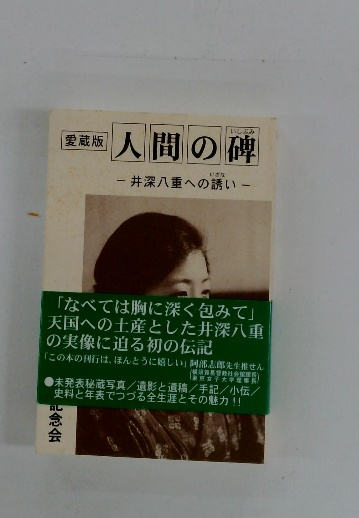 愛蔵版
人間の碑
いしぶみ
－井深八重への誘い－
いざな
「なべては胸に深く包みて」
天国への土産とした井深八重
の実像に迫る初の伝記
「この本の刊行は、ほんとうに嬉しい」阿部志郎先生推せん
●未発表秘蔵写真／遺影と遺稿／手記／小伝／
史料と年表でつづる全生涯とその魅力!!
念会